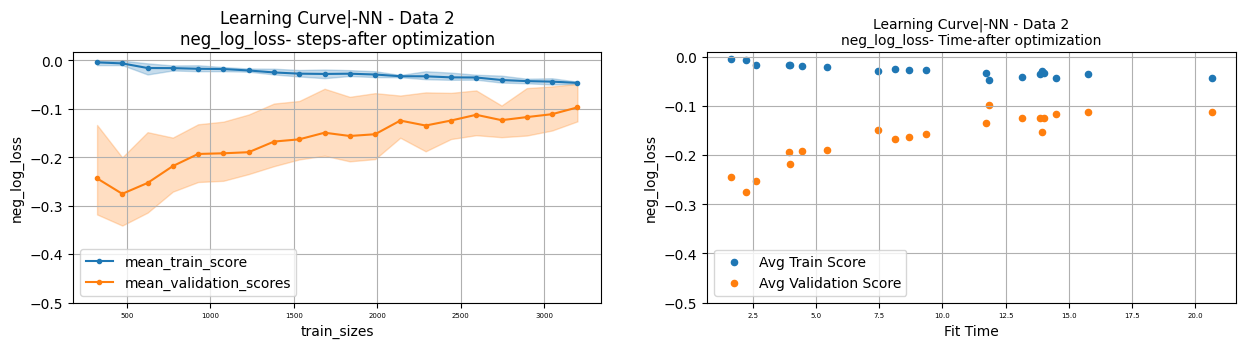 Learning Curve|-NN - Data 2
neg_log_loss- steps-after optimization
neg_log_loss
0.0
−0.1
−0.2
−0.3
−0.4
−0.5
mean_train_score
mean_validation_scores
500
1000
1500
2000
2500
3000
train_sizes
Learning Curve|-NN - Data 2
neg_log_loss- Time-after optimization
neg_log_loss
0.0
−0.1
−0.2
−0.3
−0.4
−0.5
Avg Train Score
Avg Validation Score
2.5
5.0
7.5
10.0
12.5
15.0
17.5
20.0
Fit Time